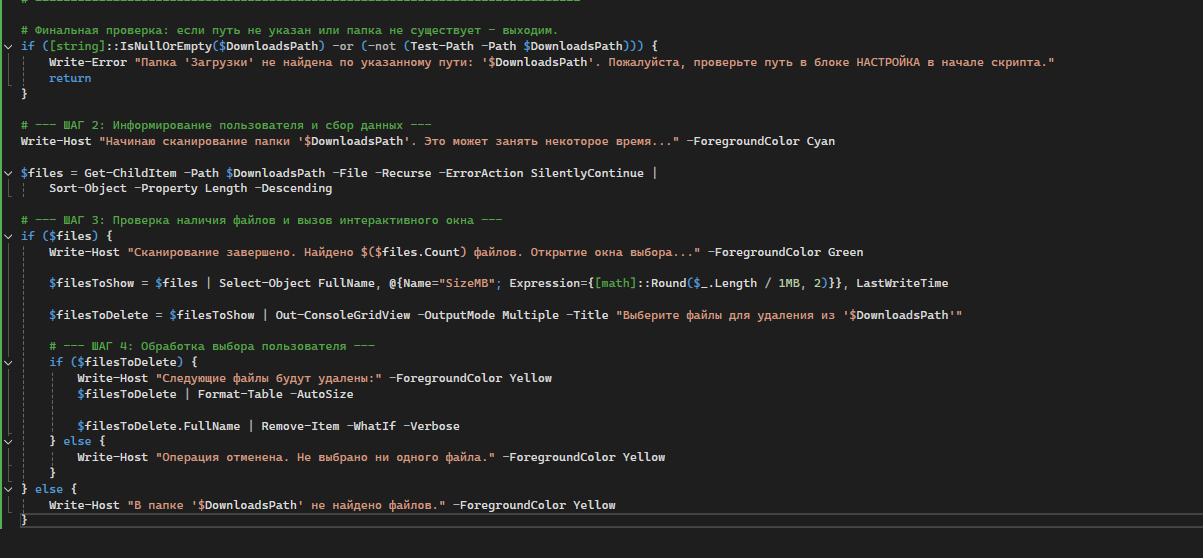 # Финальная проверка: если путь не указан или папка не существует - выходим.
if ([string]::IsNullOrEmpty($DownloadsPath) -or (-not (Test-Path -Path $DownloadsPath))) {
    Write-Error "Папка 'Загрузки' не найдена по указанному пути: '$DownloadsPath'. Пожалуйста, проверьте путь в блоке НАСТРОЙКА в начале скрипта."
    return
}

# --- ШАГ 2: Информирование пользователя и сбор данных ---
Write-Host "Начинаю сканирование папки '$DownloadsPath'. Это может занять некоторое время..." -ForegroundColor Cyan

$files = Get-ChildItem -Path $DownloadsPath -File -Recurse -ErrorAction SilentlyContinue |
    Sort-Object -Property Length -Descending

# --- ШАГ 3: Проверка наличия файлов и вызов интерактивного окна ---
if ($files) {
    Write-Host "Сканирование завершено. Найдено $($files.Count) файлов. Открытие окна выбора..." -ForegroundColor Green

    $filesToShow = $files | Select-Object FullName, @{Name="SizeMB"; Expression={[math]::Round($_.Length / 1MB, 2)}}, LastWriteTime

    $filesToDelete = $filesToShow | Out-ConsoleGridView -OutputMode Multiple -Title "Выберите файлы для удаления из '$DownloadsPath'"

    # --- ШАГ 4: Обработка выбора пользователя ---
    if ($filesToDelete) {
        Write-Host "Следующие файлы будут удалены:" -ForegroundColor Yellow
        $filesToDelete | Format-Table -AutoSize

        $filesToDelete.FullName | Remove-Item -WhatIf -Verbose
    } else {
        Write-Host "Операция отменена. Не выбрано ни одного файла." -ForegroundColor Yellow
    }
} else {
    Write-Host "В папке '$DownloadsPath' не найдено файлов." -ForegroundColor Yellow
}